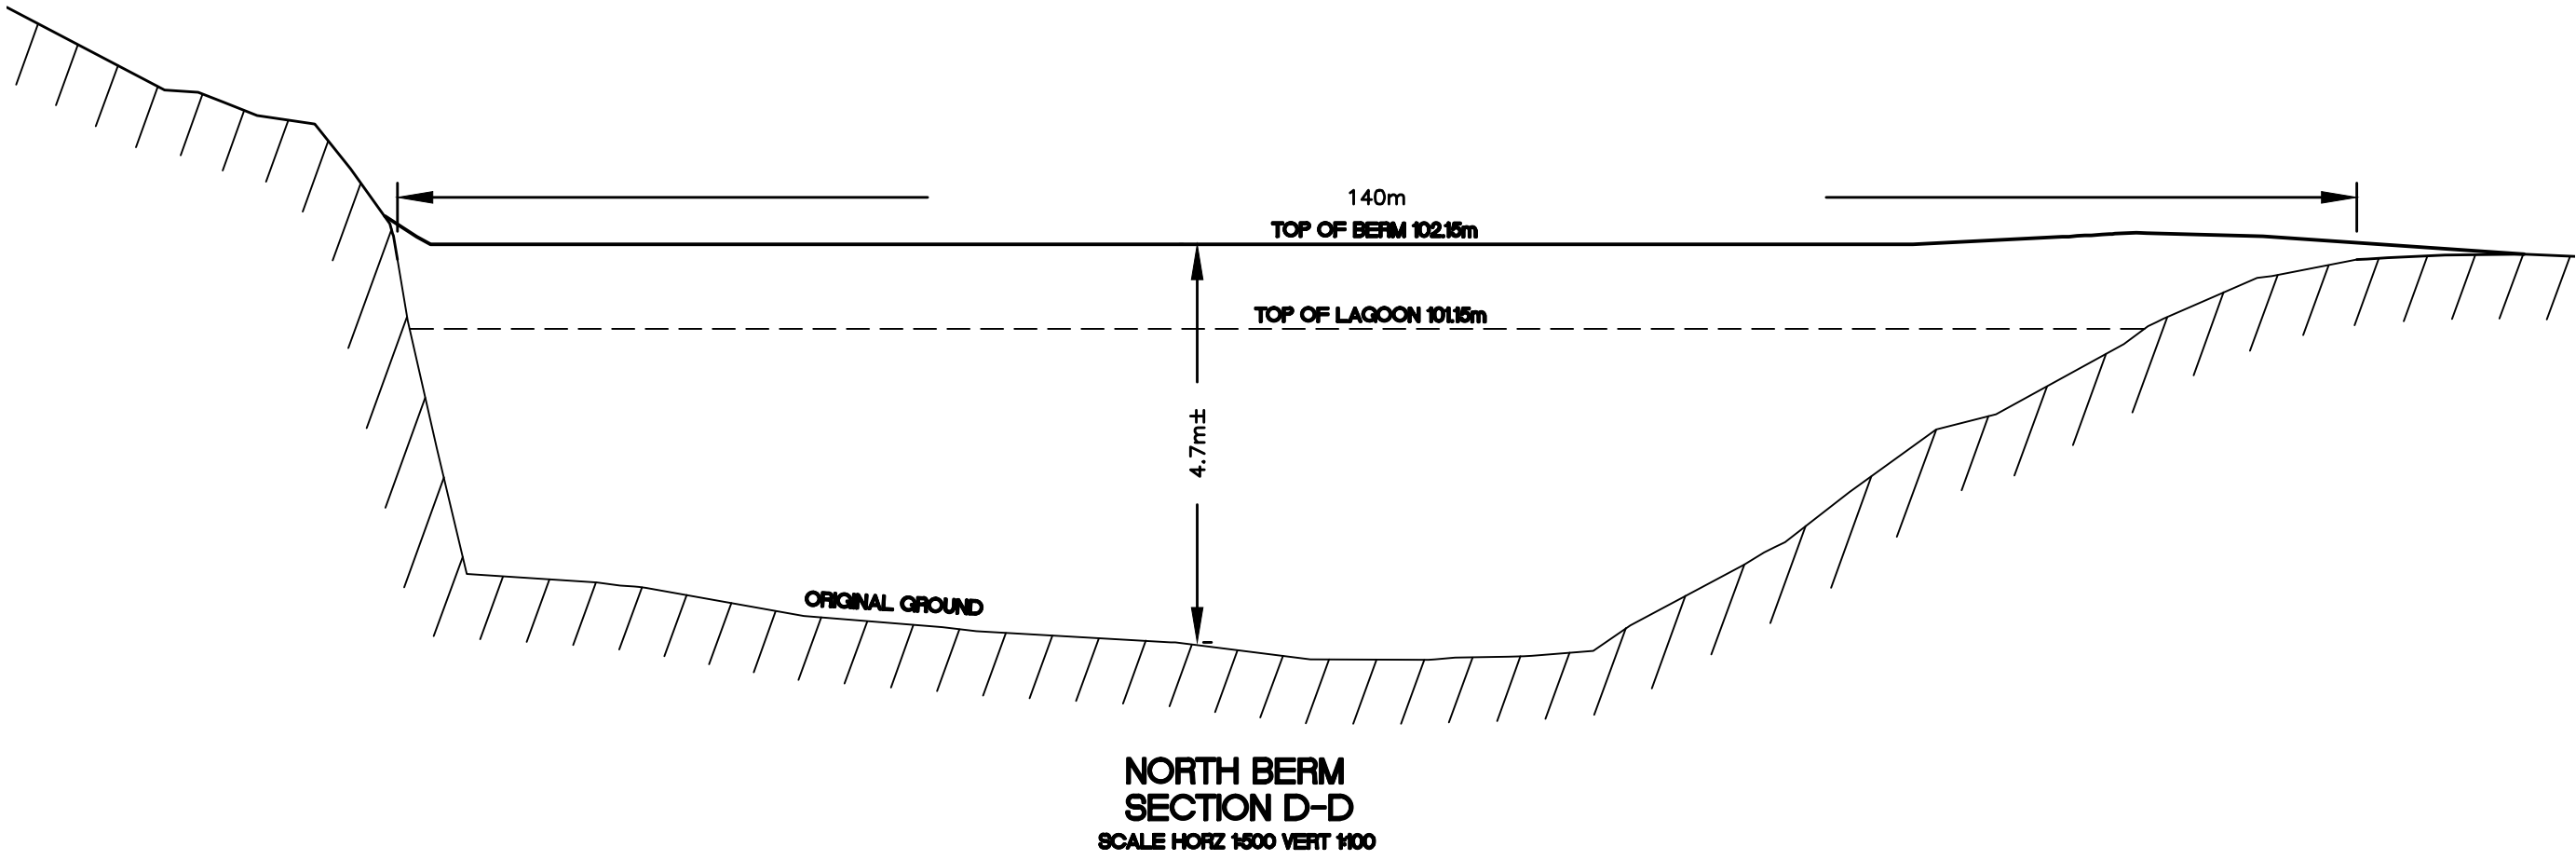 140m
TOP OF BERM 102.15m
TOP OF LAGOON 101.15m
4.7m±
ORIGINAL GROUND
NORTH BERM
SECTION D-D
SCALE HORZ 1:500 VERT 1:100